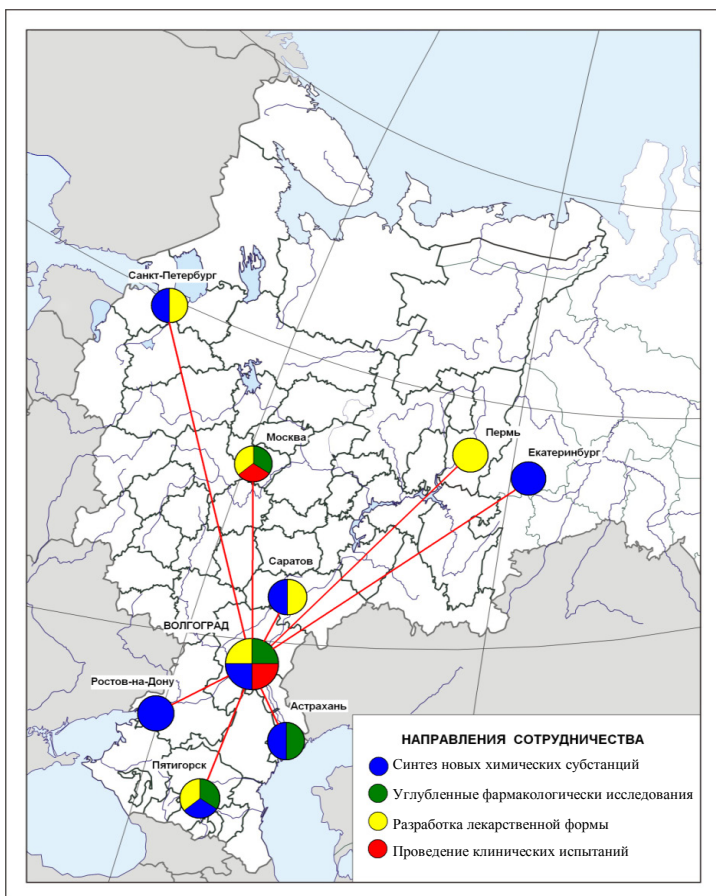 Санкт-Петербург
Москва
Пермь
Екатеринбург
Саратов
ВОЛГОГРАД
Ростов-на-Дону
Астрахань
Пятигорск
НАПРАВЛЕНИЯ СОТРУДНИЧЕСТВА
Синтез новых химических субстанций
Углубленные фармакологически исследования
Разработка лекарственной формы
Проведение клинических испытаний